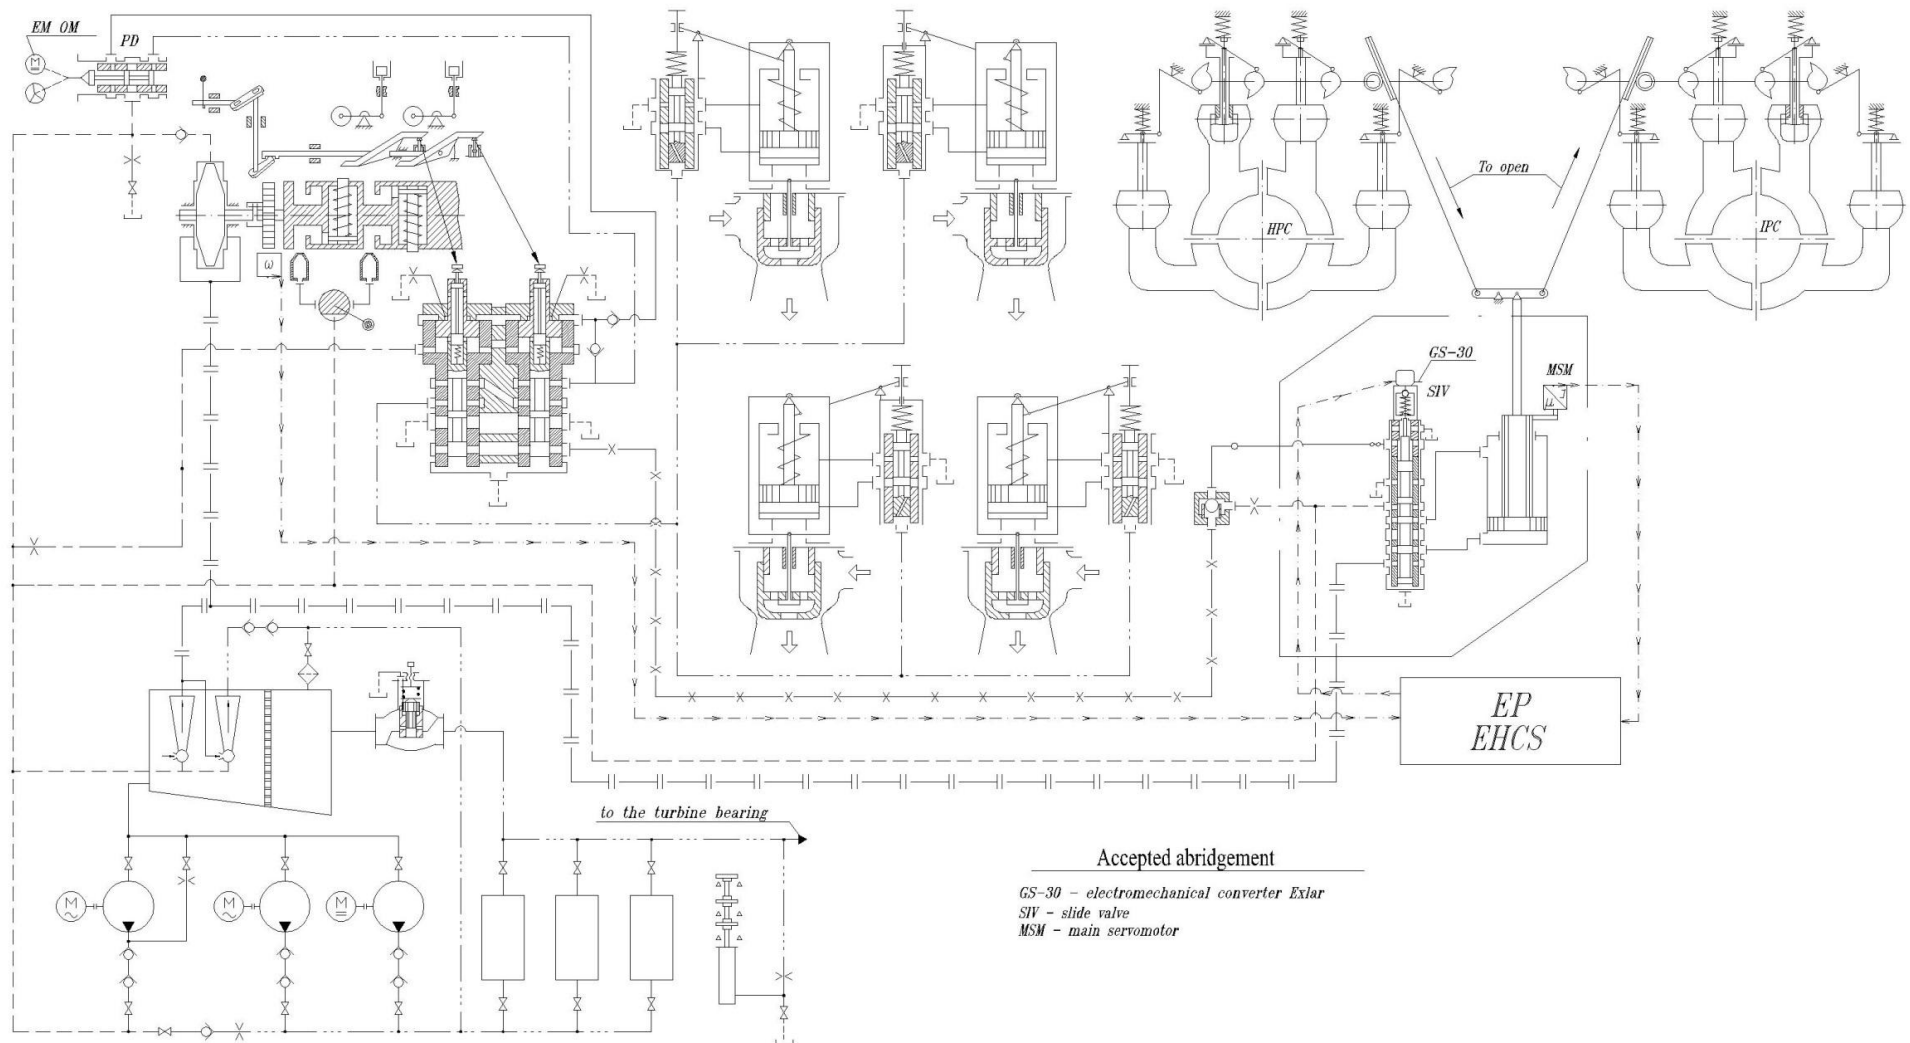 EM OM
PD
ω
HPC
To open
IPC
GS-30
SIV
MSM
μ
EP
EHCS
to the turbine bearing
M
M
M
Accepted abridgement
GS-30 - electromechanical converter Exlar
SIV - slide valve
MSM - main servomotor